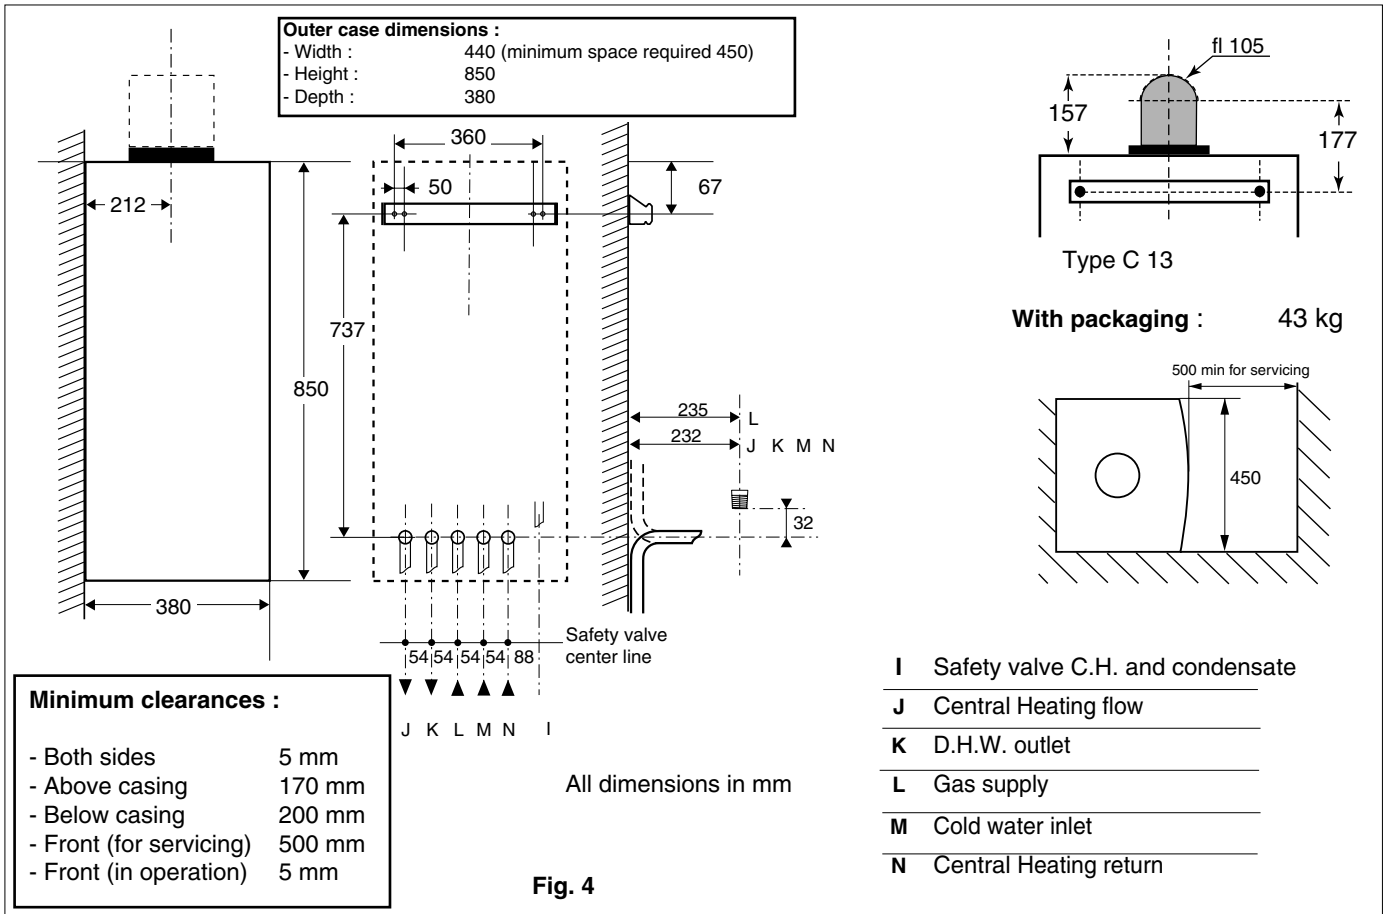 Outer case dimensions :
- Width : 440 (minimum space required 450)
- Height : 850
- Depth : 380
fl 105
157
177
Type C 13
With packaging : 43 kg
500 min for servicing
450
212
850
380
360
50
737
67
235 L
232 J K M N
32
Safety valve
center line
54 54 54 54 88
J K L M N I
All dimensions in mm
Minimum clearances :
- Both sides 5 mm
- Above casing 170 mm
- Below casing 200 mm
- Front (for servicing) 500 mm
- Front (in operation) 5 mm
I Safety valve C.H. and condensate
J Central Heating flow
K D.H.W. outlet
L Gas supply
M Cold water inlet
N Central Heating return
Fig. 4